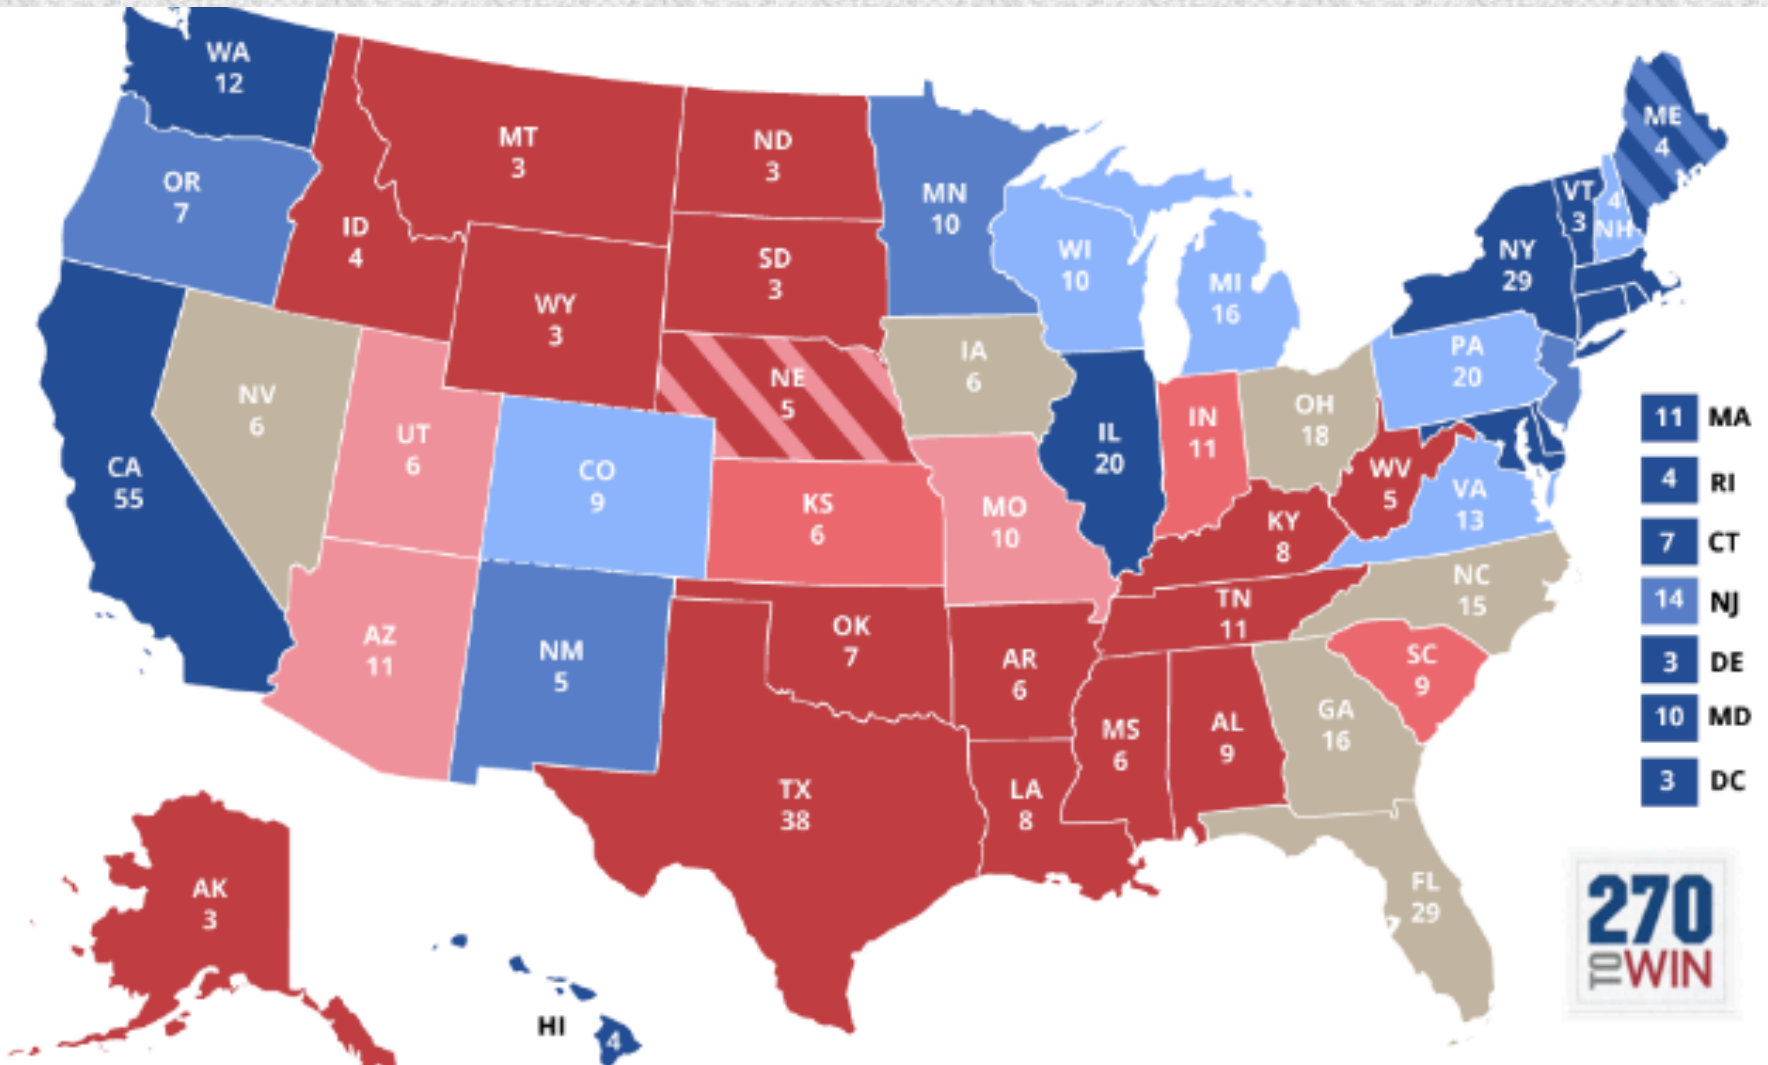 WA
12
OR
7
CA
55
NV
6
ID
4
MT
3
WY
3
UT
6
AZ
11
CO
9
NM
5
ND
3
SD
3
NE
5
KS
6
OK
7
TX
38
MN
10
IA
6
MO
10
AR
6
LA
8
WI
10
IL
20
MI
16
IN
11
OH
18
KY
8
TN
11
MS
6
AL
9
GA
16
FL
29
SC
9
NC
15
VA
13
WV
5
PA
20
NY
29
VT
3
4
NH
ME
4
11 MA
4 RI
7 CT
14 NJ
3 DE
10 MD
3 DC
AK
3
HI
4
270
TO WIN